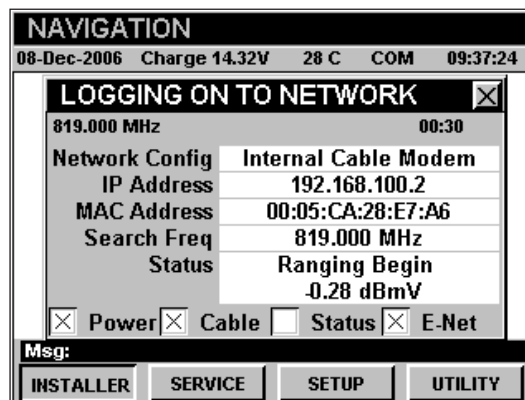 NAVIGATION
08-Dec-2006 Charge 14.32V 28 C COM 09:37:24
LOGGING ON TO NETWORK
819.000 MHz 00:30
Network Config Internal Cable Modem
IP Address 192.168.100.2
MAC Address 00:05:CA:28:E7:A6
Search Freq 819.000 MHz
Status Ranging Begin
-0.28 dBmV
Power Cable Status E-Net
Msg:
INSTALLER SERVICE SETUP UTILITY